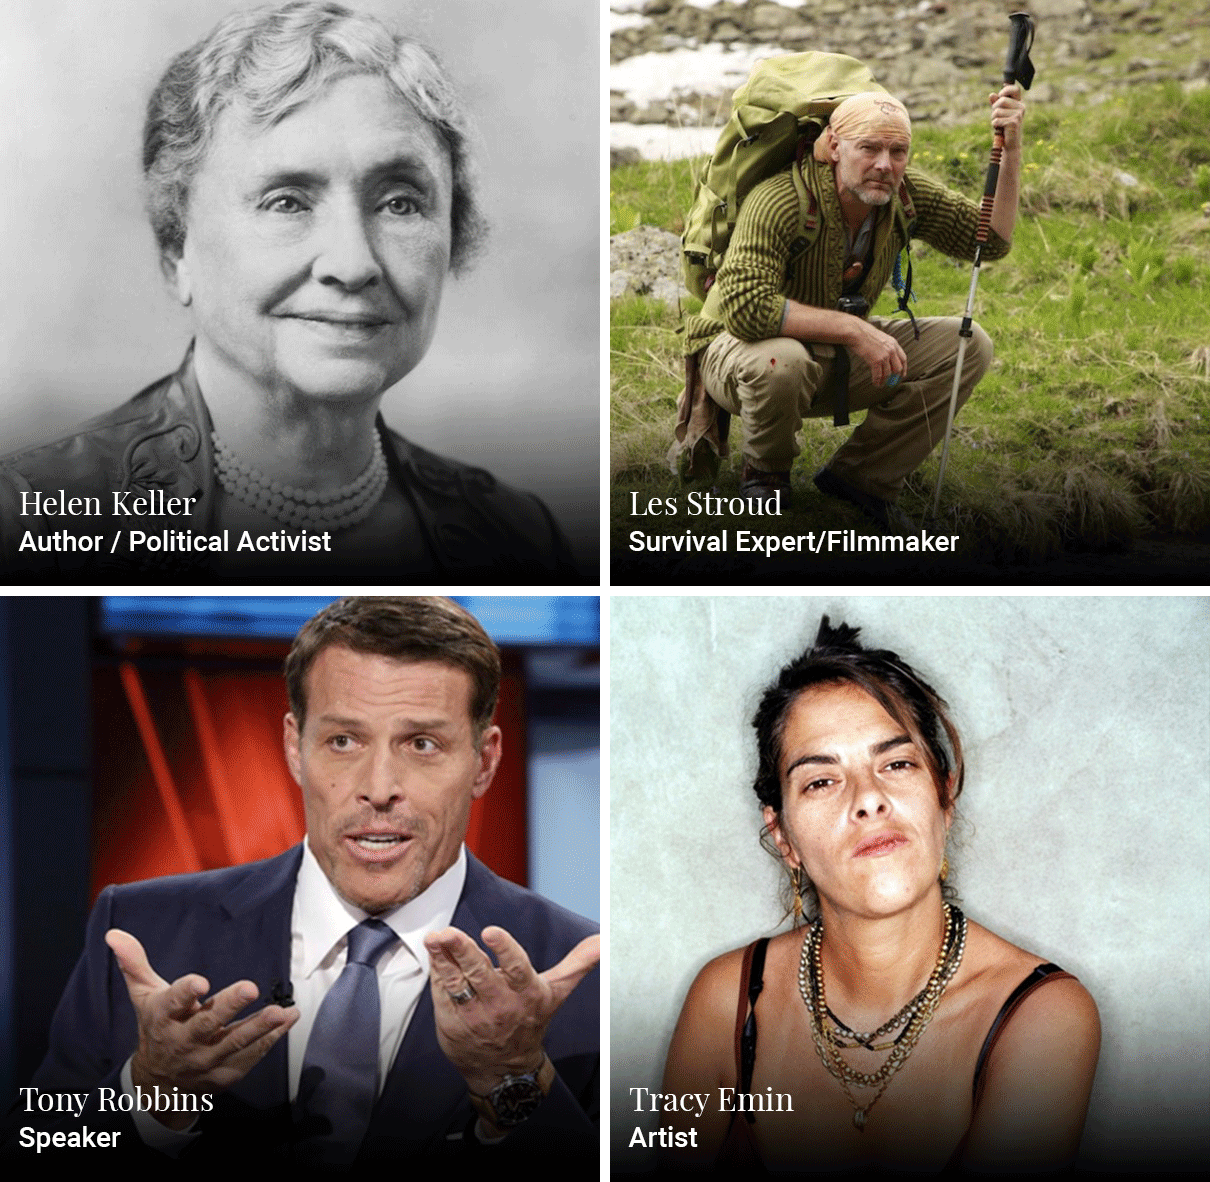 Helen Keller
Author / Political Activist
Les Stroud
Survival Expert/Filmmaker
Tony Robbins
Speaker
Tracy Emin
Artist